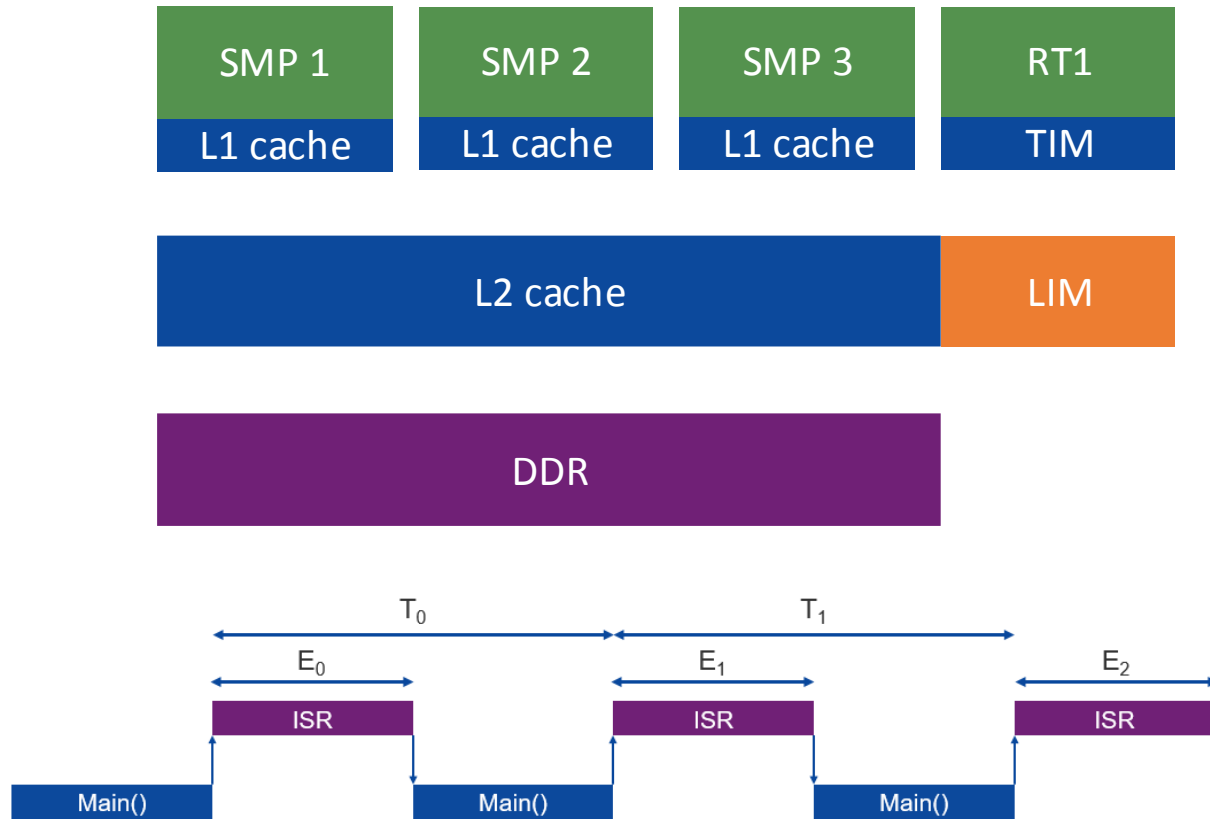 SMP 1
SMP 2
SMP 3
RT1
L1 cache
L1 cache
L1 cache
TIM
L2 cache
LIM
DDR
T₀
T₁
E₀
E₁
E₂
ISR
ISR
ISR
Main()
Main()
Main()